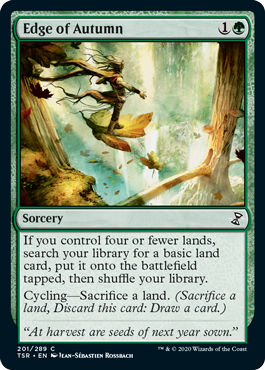 Edge of Autumn 1
Sorcery
If you control four or fewer lands,
search your library for a basic land
card, put it onto the battlefield
tapped, then shuffle your library.
Cycling—Sacrifice a land. (Sacrifice a
land, Discard this card: Draw a card.)
“At harvest are seeds of next year sown.”
201/289 C
TSR • EN Jean-Sébastien Rossbach ™ & © 2020 Wizards of the Coast